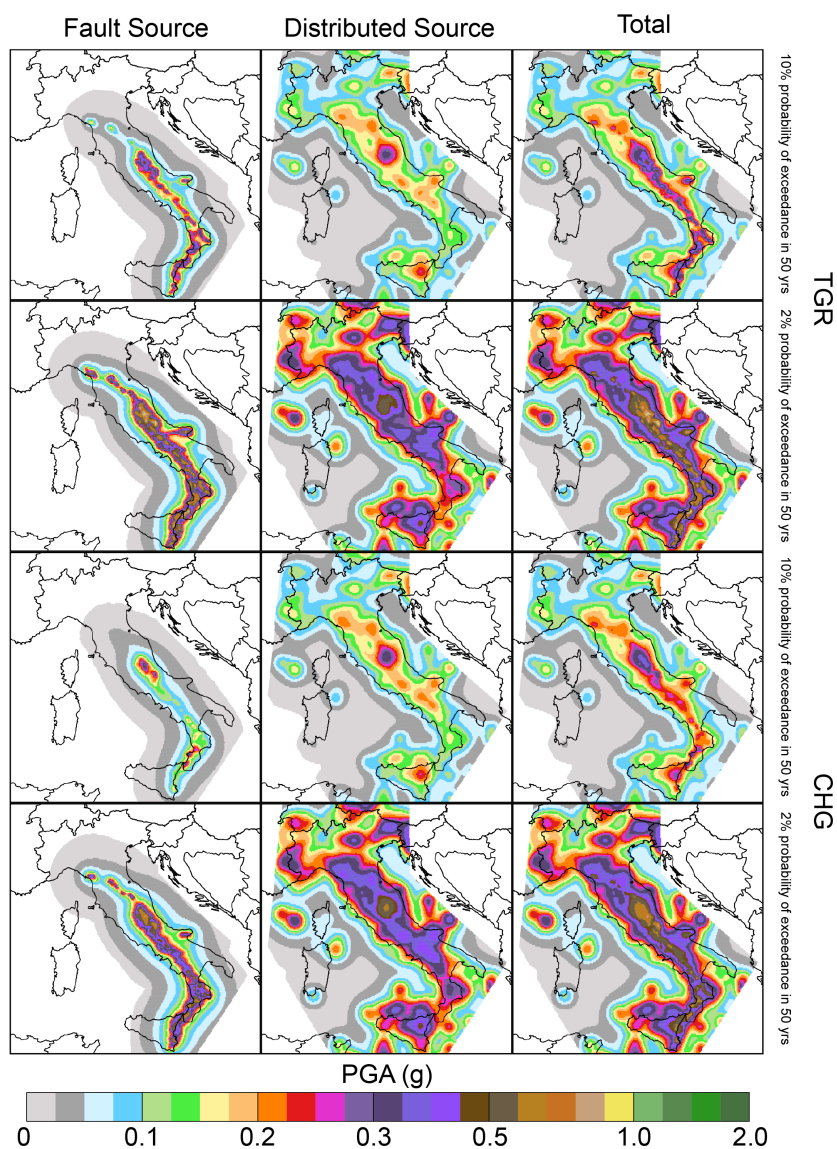 Fault Source
Distributed Source
Total
10% probability of exceedance in 50 yrs
TGR
2% probability of exceedance in 50 yrs
10% probability of exceedance in 50 yrs
CHG
2% probability of exceedance in 50 yrs
PGA (g)
0 0.1 0.2 0.3 0.5 1.0 2.0